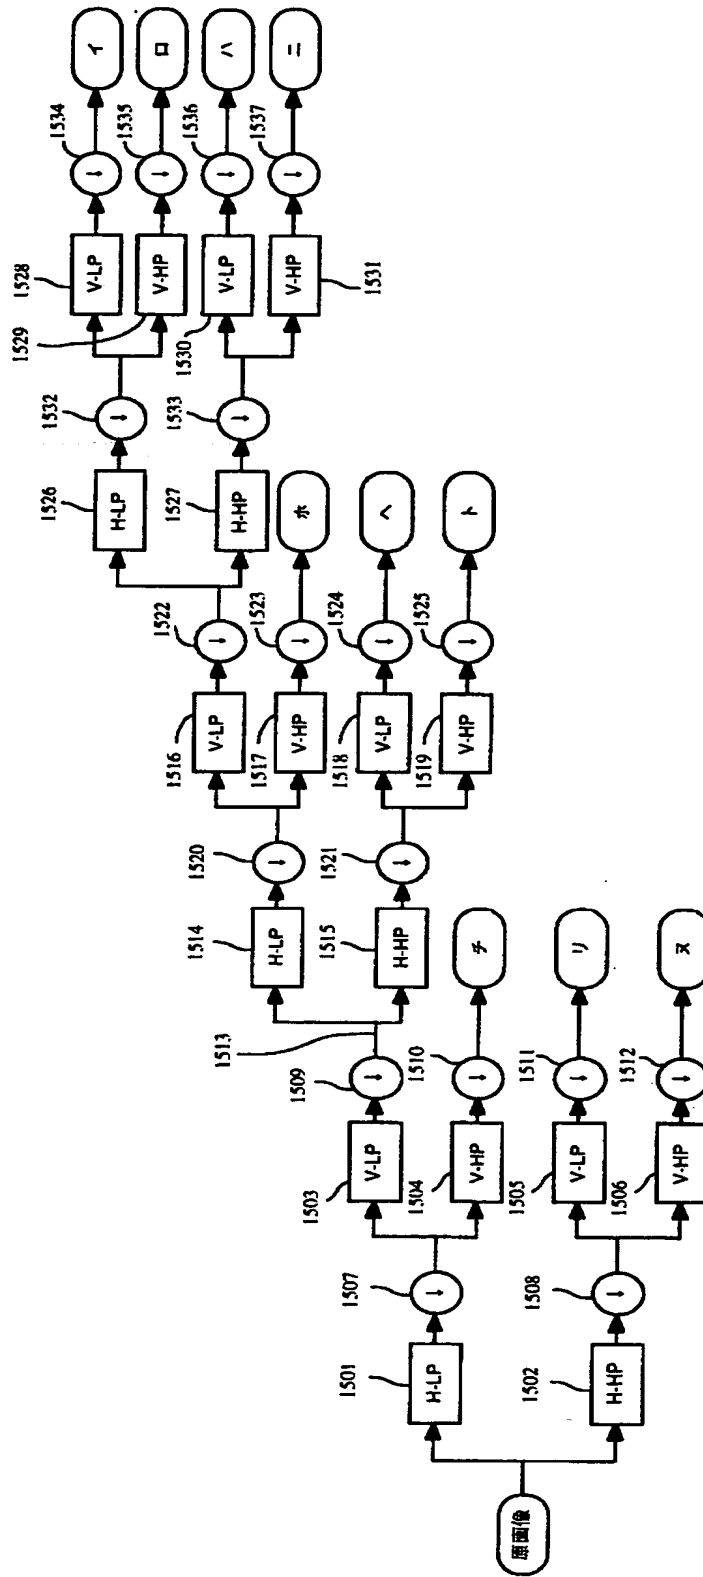 原画像
1501
H-LP
1502
H-HP
1507
↓
1508
↓
1503
V-LP
1504
V-HP
1505
V-LP
1506
V-HP
1509
↓
1510
↓
1511
↓
1512
↓
チ
リ
ヌ
1513
1514
H-LP
1515
H-HP
1520
↓
1521
↓
1516
V-LP
1517
V-HP
1518
V-LP
1519
V-HP
1522
↓
1523
↓
1524
↓
1525
↓
ホ
ヘ
ト
1526
H-LP
1527
H-HP
1532
↓
1533
↓
1528
V-LP
1529
V-HP
1530
V-LP
1531
V-HP
1534
↓
1535
↓
1536
↓
1537
↓
イ
ロ
ハ
ニ